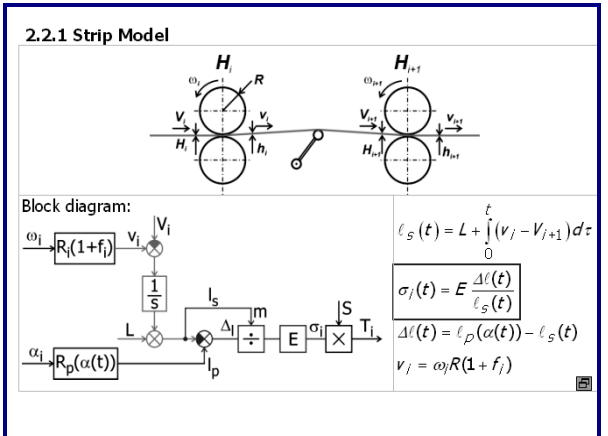 2.2.1 Strip Model
H_i
H_{i+1}
ω_i
R
ω_{i+1}
V_i
v_i
V_{i+1}
v_{i+1}
H_i
h_i
H_{i+1}
h_{i+1}
Block diagram:
V_i
ω_i
R_i(1+f_i)
v_i
1/s
l_s
m
S
L
Δ_l
÷
E
σ_i
×
T_i
α_i
R_p(α(t))
l_p
ℓ_s(t) = L + ∫_0^t (v_i − V_{i+1})dτ
σ_i(t) = E Δℓ(t)/ℓ_s(t)
Δℓ(t) = ℓ_p(α(t)) − ℓ_s(t)
v_i = ω_i R(1 + f_i)